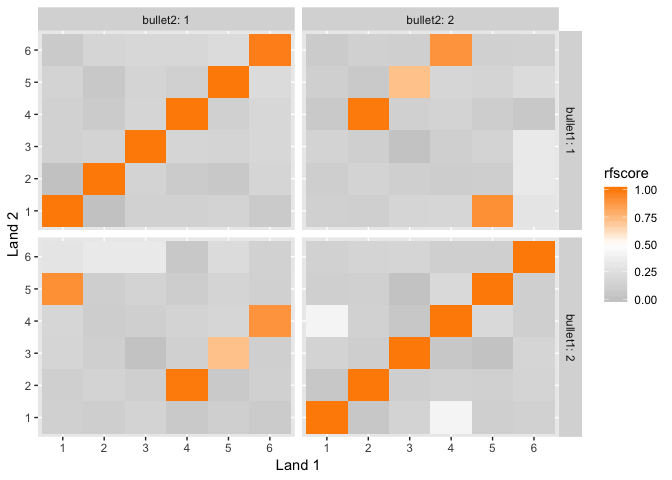 bullet2: 1
bullet2: 2
6
5
4
3
2
1
bullet1: 1
6
5
4
3
2
1
bullet1: 2
Land 2
1 2 3 4 5 6
1 2 3 4 5 6
Land 1
rfscore
1.00
0.75
0.50
0.25
0.00